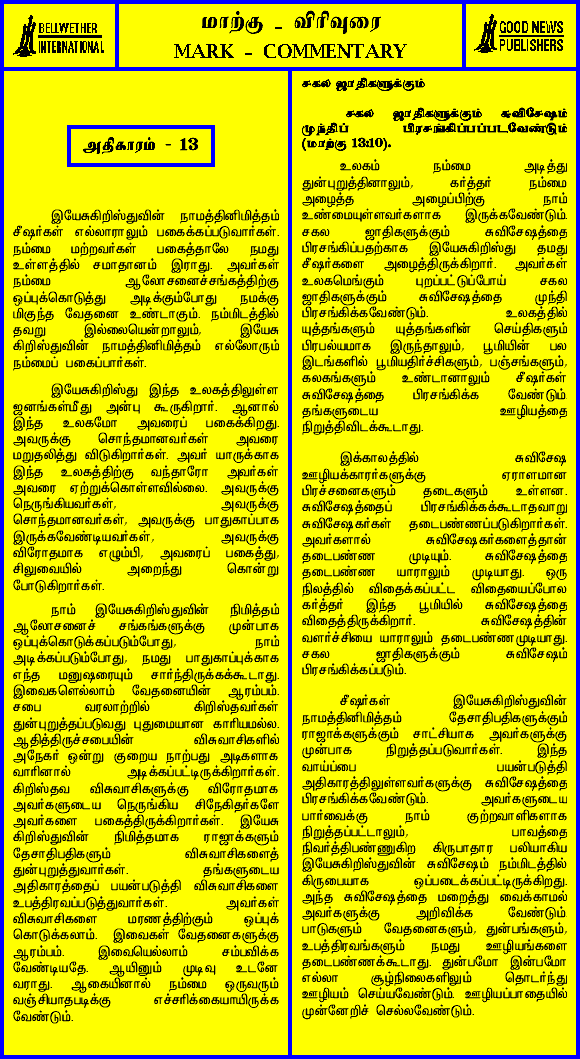 BELLWETHER
INTERNATIONAL
மாற்கு - விரிவுரை
MARK - COMMENTARY
GOOD NEWS
PUBLISHERS
அதிகாரம் - 13
இயேசுகிறிஸ்துவின் நாமத்தினிமித்தம்
சீஷர்கள் எல்லாராலும் பகைக்கப்படுவார்கள்.
நம்மை மற்றவர்கள் பகைத்தாலே நமது
உள்ளத்தில் சமாதானம் இராது. அவர்கள்
நம்மை ஆலோசனைச்சங்கத்திற்கு
ஒப்புக்கொடுத்து அடிக்கும்போது நமக்கு
மிகுந்த வேதனை உண்டாகும். நம்மிடத்தில்
தவறு இல்லையென்றாலும், இயேசு
கிறிஸ்துவின் நாமத்தினிமித்தம் எல்லோரும்
நம்மைப் பகைப்பார்கள்.
இயேசுகிறிஸ்து இந்த உலகத்திலுள்ள
ஜனங்கள்மீது அன்பு கூருகிறார். ஆனால்
இந்த உலகமோ அவரைப் பகைக்கிறது.
அவருக்கு சொந்தமானவர்கள் அவரை
மறுதலித்து விடுகிறார்கள். அவர் யாருக்காக
இந்த உலகத்திற்கு வந்தாரோ அவர்கள்
அவரை ஏற்றுக்கொள்ளவில்லை. அவருக்கு
நெருங்கியவர்கள், அவருக்கு
சொந்தமானவர்கள், அவருக்கு பாதுகாப்பாக
இருக்கவேண்டியவர்கள், அவருக்கு
விரோதமாக எழும்பி, அவரைப் பகைத்து,
சிலுவையில் அறைந்து கொன்று
போடுகிறார்கள்.
நாம் இயேசுகிறிஸ்துவின் நிமித்தம்
ஆலோசனைச் சங்கங்களுக்கு முன்பாக
ஒப்புக்கொடுக்கப்படும்போது, நாம்
அடிக்கப்படும்போது, நமது பாதுகாப்புக்காக
எந்த மனுஷரையும் சார்ந்திருக்கக்கூடாது.
இவைகளெல்லாம் வேதனையின் ஆரம்பம்.
சபை வரலாற்றில் கிறிஸ்தவர்கள்
துன்புறுத்தப்படுவது புதுமையான காரியமல்ல.
ஆதித்திருச்சபையின் விசுவாசிகளில்
அநேகர் ஒன்று குறைய நாற்பது அடிகளாக
வாரினால் அடிக்கப்பட்டிருக்கிறார்கள்.
கிறிஸ்தவ விசுவாசிகளுக்கு விரோதமாக
அவர்களுடைய நெருங்கிய சிநேகிதர்களே
அவர்களை பகைத்திருக்கிறார்கள். இயேசு
கிறிஸ்துவின் நிமித்தமாக ராஜாக்களும்
தேசாதிபதிகளும் விசுவாசிகளைத்
துன்புறுத்துவார்கள். தங்களுடைய
அதிகாரத்தைப் பயன்படுத்தி விசுவாசிகளை
உபத்திரவப்படுத்துவார்கள். அவர்கள்
விசுவாசிகளை மரணத்திற்கும் ஒப்புக்
கொடுக்கலாம். இவைகள் வேதனைகளுக்கு
ஆரம்பம். இவையெல்லாம் சம்பவிக்க
வேண்டியதே. ஆயினும் முடிவு உடனே
வராது. ஆகையினால் நம்மை ஒருவரும்
வஞ்சியாதபடிக்கு எச்சரிக்கையாயிருக்க
வேண்டும்.
சகல ஜாதிகளுக்கும்
சகல ஜாதிகளுக்கும் சுவிசேஷம்
முந்திப் பிரசங்கிப்பப்படவேண்டும்
(மாற்கு 13:10).
உலகம் நம்மை அடித்து
துன்புறுத்தினாலும், கர்த்தர் நம்மை
அழைத்த அழைப்பிற்கு நாம்
உண்மையுள்ளவர்களாக இருக்கவேண்டும்.
சகல ஜாதிகளுக்கும் சுவிசேஷத்தை
பிரசங்கிப்பதற்காக இயேசுகிறிஸ்து தமது
சீஷர்களை அழைத்திருக்கிறார். அவர்கள்
உலகமெங்கும் புறப்பட்டுப்போய் சகல
ஜாதிகளுக்கும் சுவிசேஷத்தை முந்தி
பிரசங்கிக்கவேண்டும். உலகத்தில்
யுத்தங்களும் யுத்தங்களின் செய்திகளும்
பிரபல்யமாக இருந்தாலும், பூமியின் பல
இடங்களில் பூமியதிர்ச்சிகளும், பஞ்சங்களும்,
கலகங்களும் உண்டானாலும் சீஷர்கள்
சுவிசேஷத்தை பிரசங்கிக்க வேண்டும்.
தங்களுடைய ஊழியத்தை
நிறுத்திவிடக்கூடாது.
இக்காலத்தில் சுவிசேஷ
ஊழியக்காரர்களுக்கு ஏராளமான
பிரச்சனைகளும் தடைகளும் உள்ளன.
சுவிசேஷத்தைப் பிரசங்கிக்கக்கூடாதவாறு
சுவிசேஷகர்கள் தடைபண்ணப்படுகிறார்கள்.
அவர்களால் சுவிசேஷகர்களைத்தான்
தடைபண்ண முடியும். சுவிசேஷத்தை
தடைபண்ண யாராலும் முடியாது. ஒரு
நிலத்தில் விதைக்கப்பட்ட விதையைப்போல
கர்த்தர் இந்த பூமியில் சுவிசேஷத்தை
விதைத்திருக்கிறார். சுவிசேஷத்தின்
வளர்ச்சியை யாராலும் தடைபண்ணமுடியாது.
சகல ஜாதிகளுக்கும் சுவிசேஷம்
பிரசங்கிக்கப்படும்.
சீஷர்கள் இயேசுகிறிஸ்துவின்
நாமத்தினிமித்தம் தேசாதிபதிகளுக்கும்
ராஜாக்களுக்கும் சாட்சியாக அவர்களுக்கு
முன்பாக நிறுத்தப்படுவார்கள். இந்த
வாய்ப்பை பயன்படுத்தி
அதிகாரத்திலுள்ளவர்களுக்கு சுவிசேஷத்தை
பிரசங்கிக்கவேண்டும். அவர்களுடைய
பார்வைக்கு நாம் குற்றவாளிகளாக
நிறுத்தப்பட்டாலும், பாவத்தை
நிவர்த்திபண்ணுகிற கிருபாதார பலியாகிய
இயேசுகிறிஸ்துவின் சுவிசேஷம் நம்மிடத்தில்
கிருபையாக ஒப்படைக்கப்பட்டிருக்கிறது.
அந்த சுவிசேஷத்தை மறைத்து வைக்காமல்
அவர்களுக்கு அறிவிக்க வேண்டும்.
பாடுகளும் வேதனைகளும், துன்பங்களும்,
உபத்திரவங்களும் நமது ஊழியங்களை
தடைபண்ணக்கூடாது. துன்பமோ இன்பமோ
எல்லா சூழ்நிலைகளிலும் தொடர்ந்து
ஊழியம் செய்யவேண்டும். ஊழியப்பாதையில்
முன்னேறிச் செல்லவேண்டும்.